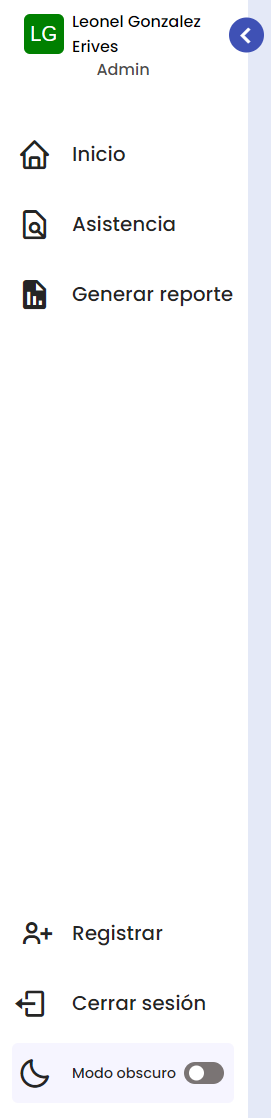 LG
Leonel Gonzalez
Erives
Admin
Inicio
Asistencia
Generar reporte
Registrar
Cerrar sesión
Modo obscuro